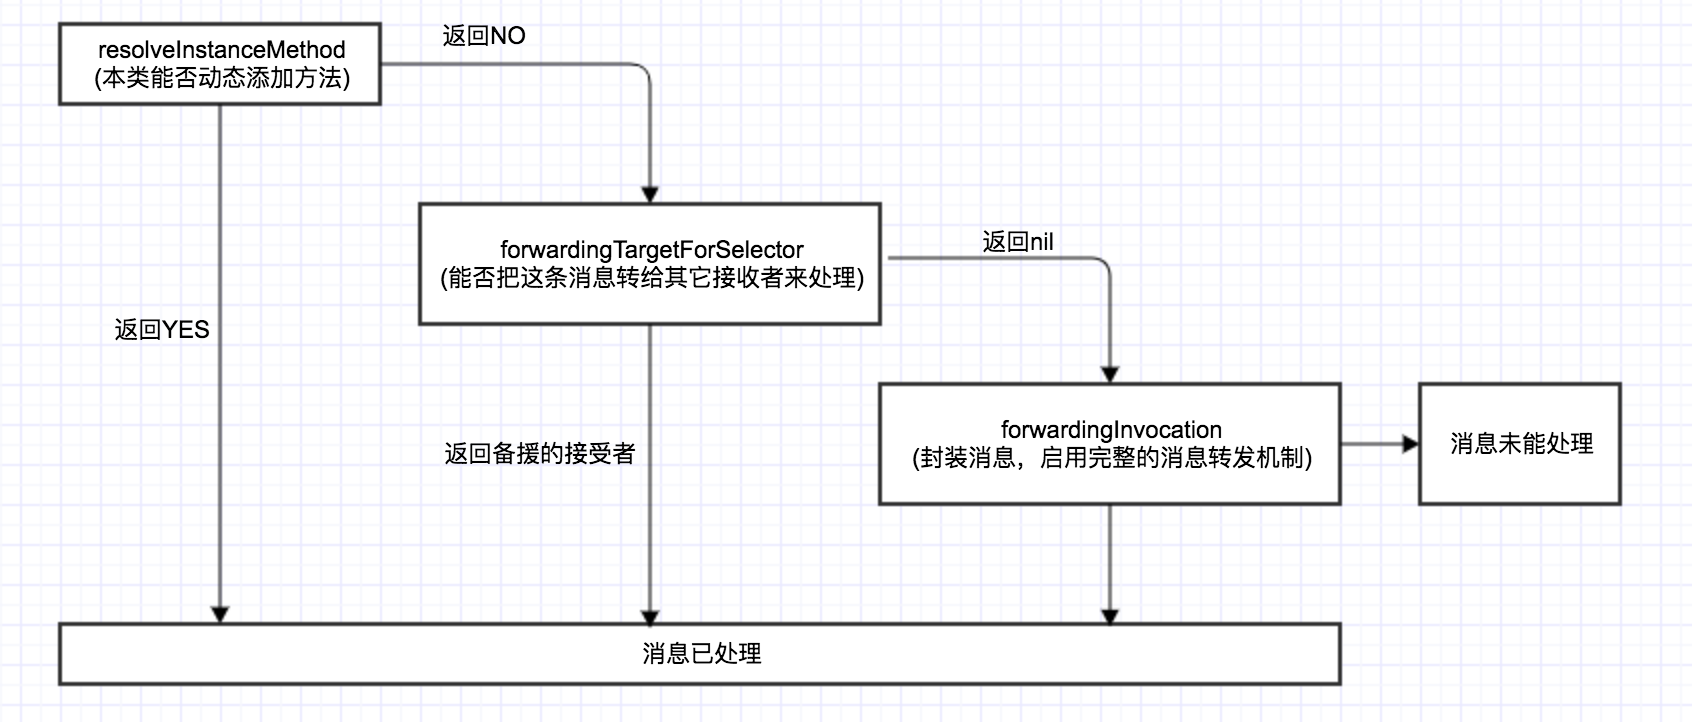 resolveInstanceMethod
(本类能否动态添加方法)
返回NO
forwardingTargetForSelector
(能否把这条消息转给其它接收者来处理)
返回nil
返回YES
forwardingInvocation
(封装消息，启用完整的消息转发机制)
消息未能处理
返回备援的接受者
消息已处理